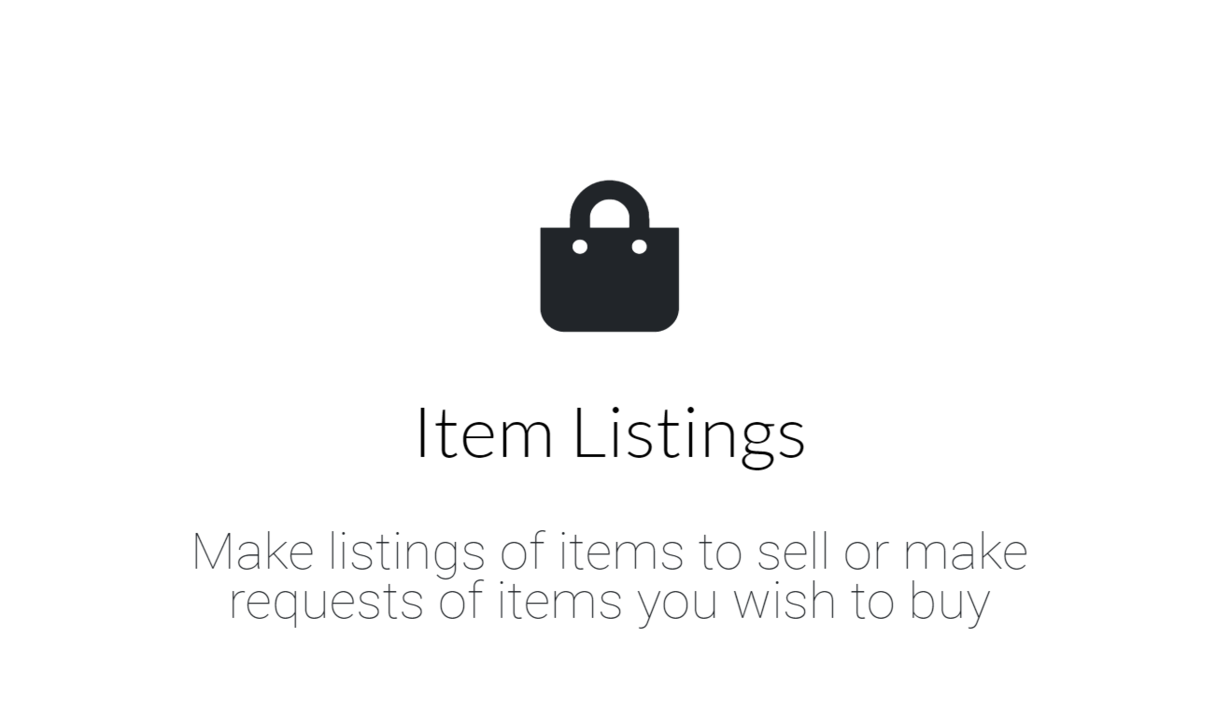 Item Listings
Make listings of items to sell or make
requests of items you wish to buy